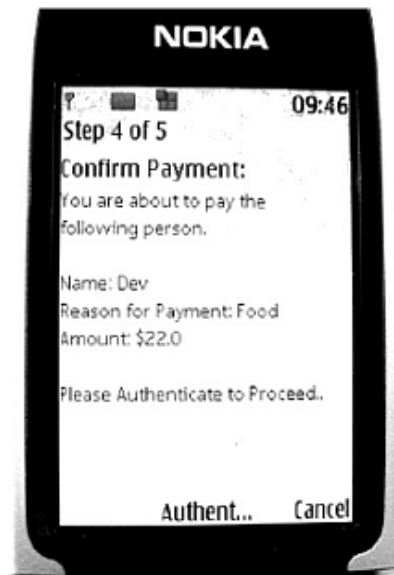 NOKIA
09:46
Step 4 of 5
Confirm Payment:
You are about to pay the
following person.
Name: Dev
Reason for Payment: Food
Amount: $22.0
Please Authenticate to Proceed..
Authent... Cancel